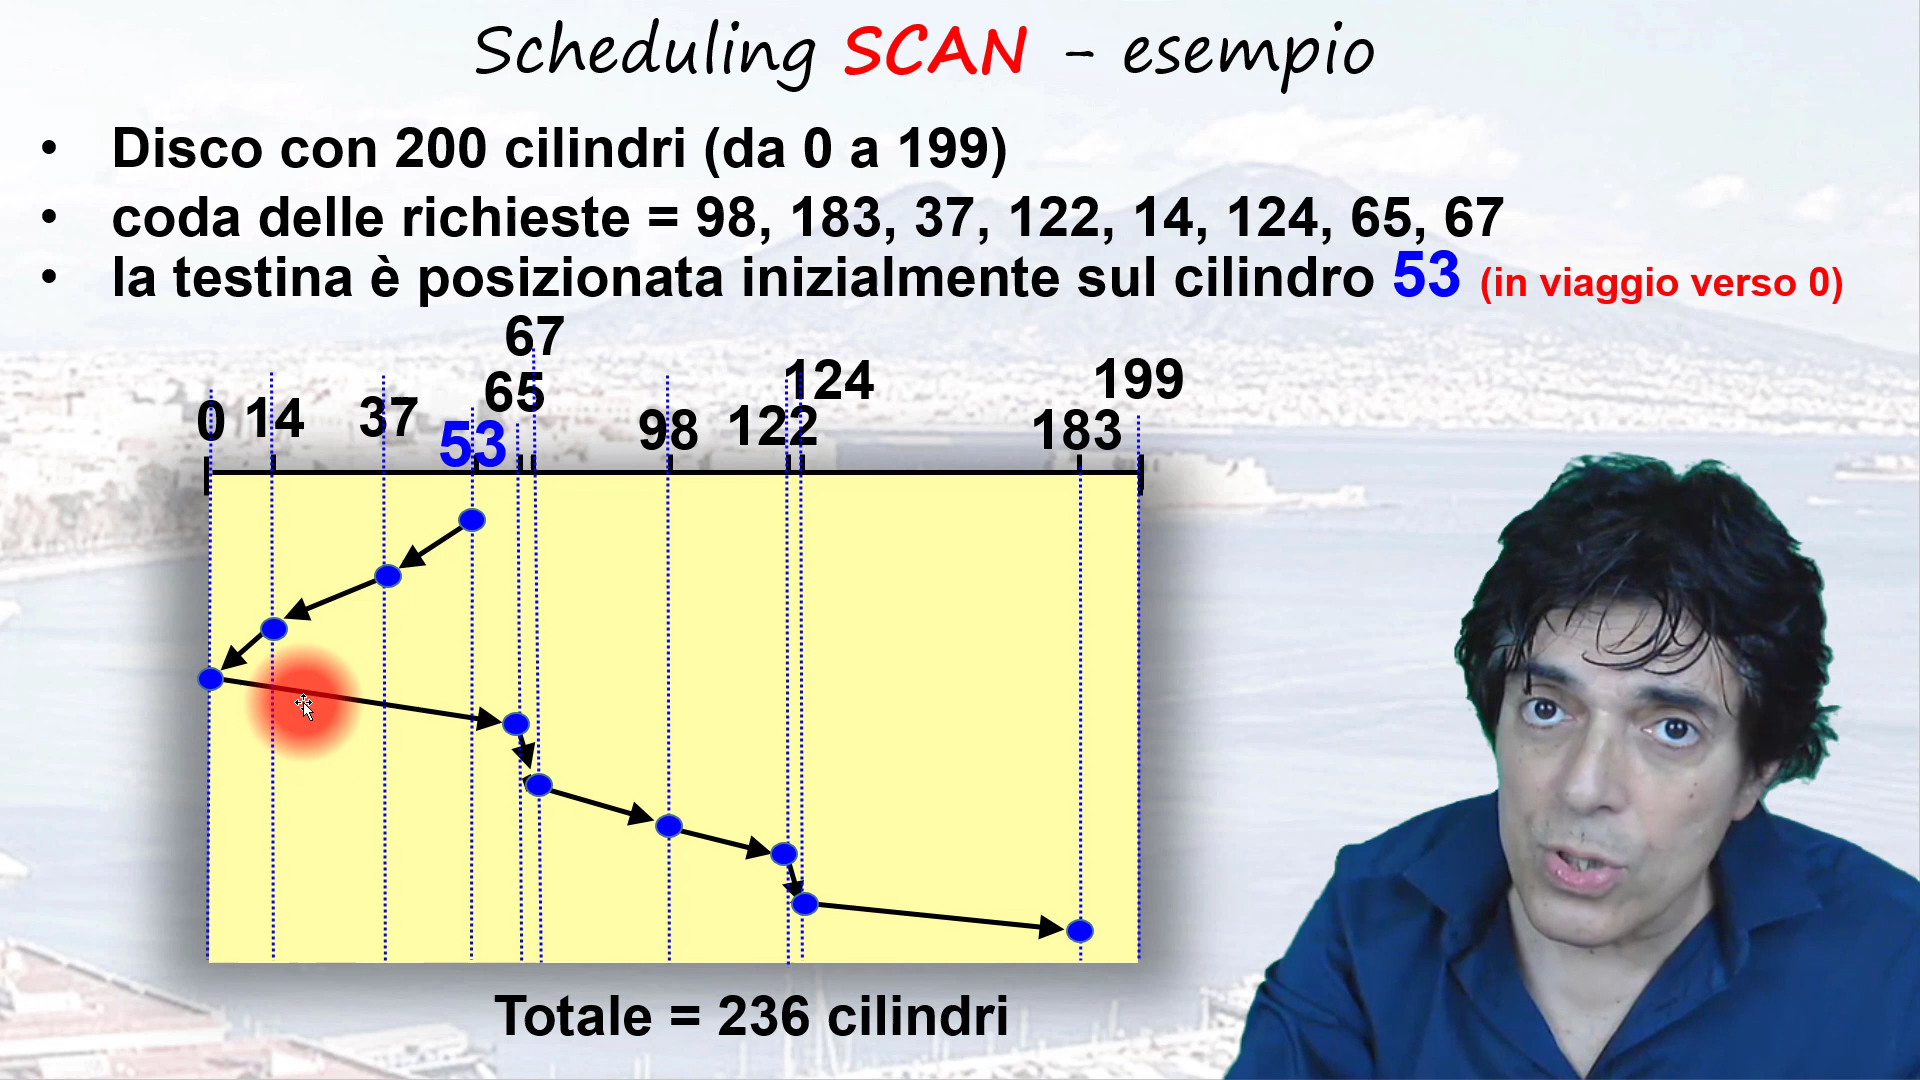 Scheduling SCAN - esempio
• Disco con 200 cilindri (da 0 a 199)
• coda delle richieste = 98, 183, 37, 122, 14, 124, 65, 67
• la testina è posizionata inizialmente sul cilindro 53 (in viaggio verso 0)
67
65
124
199
0 14 37 53 98 122 183
Totale = 236 cilindri